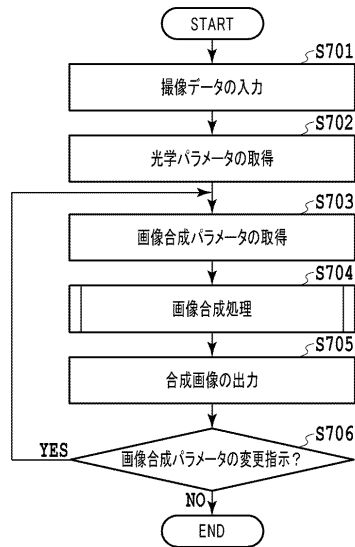 START
S701
撮像データの入力
S702
光学パラメータの取得
S703
画像合成パラメータの取得
S704
画像合成処理
S705
合成画像の出力
S706
YES
画像合成パラメータの変更指示?
NO
END